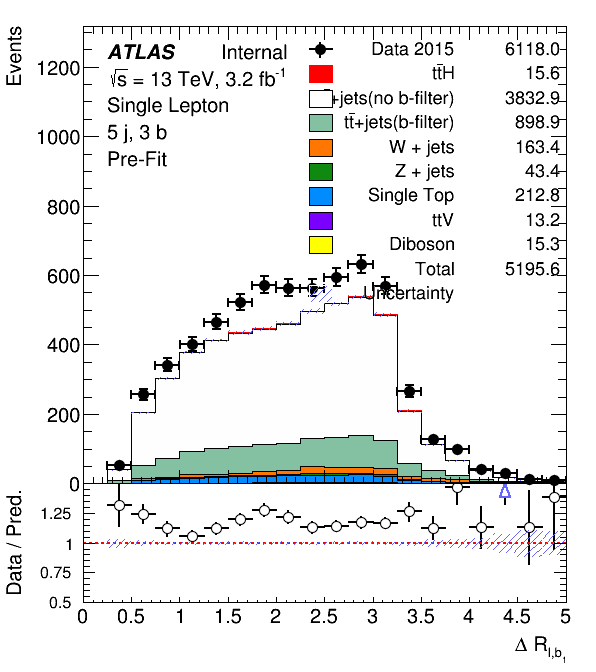 Events
ATLAS Internal
√s = 13 TeV, 3.2 fb⁻¹
Single Lepton
5 j, 3 b
Pre-Fit
Data 2015 6118.0
tt̄H 15.6
+jets(no b-filter) 3832.9
tt̄+jets(b-filter) 898.9
W + jets 163.4
Z + jets 43.4
Single Top 212.8
ttV 13.2
Diboson 15.3
Total 5195.6
Uncertainty
1200
1000
800
600
400
200
0
Data / Pred.
1.25
1
0.75
0.5
0 0.5 1 1.5 2 2.5 3 3.5 4 4.5 5
Δ R l,b₁